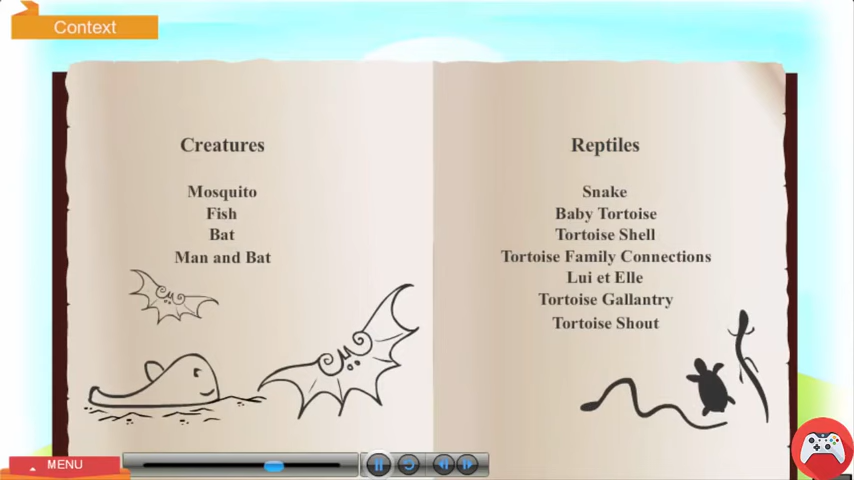 Context
Creatures
Mosquito
Fish
Bat
Man and Bat
Reptiles
Snake
Baby Tortoise
Tortoise Shell
Tortoise Family Connections
Lui et Elle
Tortoise Gallantry
Tortoise Shout
MENU